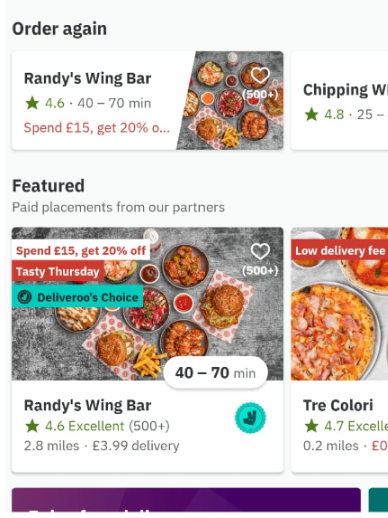 Order again
Randy's Wing Bar
4.6 · 40 – 70 min
Spend £15, get 20% o...
(500+)
Chipping
4.8 · 25 –
Featured
Paid placements from our partners
Spend £15, get 20% off
Tasty Thursday
Deliveroo's Choice
(500+)
40 – 70 min
Low delivery fee
Randy's Wing Bar
4.6 Excellent (500+)
2.8 miles · £3.99 delivery
Tre Colori
4.7 Excelle
0.2 miles · £0